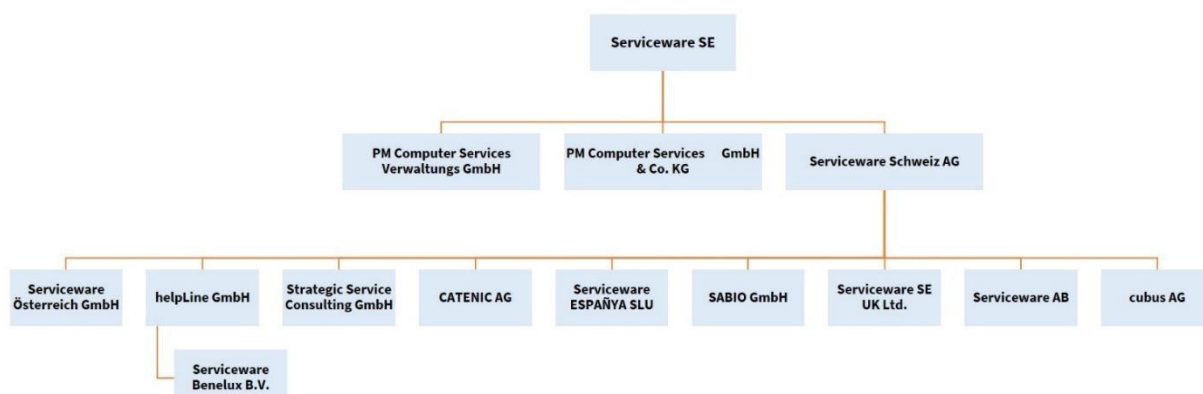 Serviceware SE
PM Computer Services
Verwaltungs GmbH
PM Computer Services GmbH
& Co. KG
Serviceware Schweiz AG
Serviceware
Österreich GmbH
helpLine GmbH
Strategic Service
Consulting GmbH
CATENIC AG
Serviceware
ESPAÑYA SLU
SABIO GmbH
Serviceware SE
UK Ltd.
Serviceware AB
cubus AG
Serviceware
Benelux B.V.